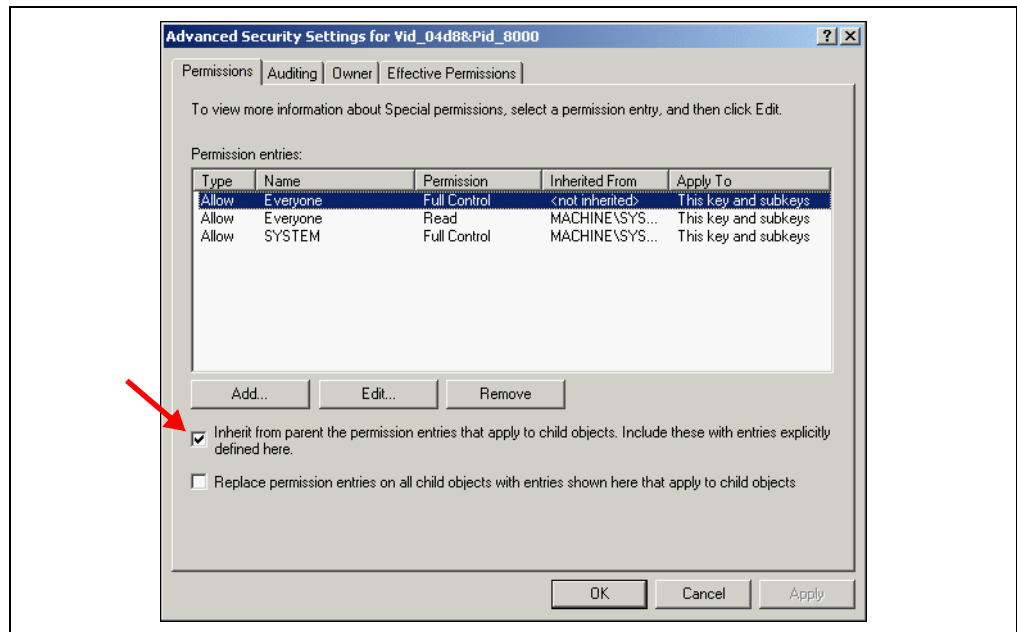 Advanced Security Settings for Vid_04d8&Pid_8000
Permissions Auditing Owner Effective Permissions
To view more information about Special permissions, select a permission entry, and then click Edit.
Permission entries:
Type Name Permission Inherited From Apply To
Allow Everyone Full Control <not inherited> This key and subkeys
Allow Everyone Read MACHINE\SYS... This key and subkeys
Allow SYSTEM Full Control MACHINE\SYS... This key and subkeys
Add... Edit... Remove
Inherit from parent the permission entries that apply to child objects. Include these with entries explicitly
defined here.
Replace permission entries on all child objects with entries shown here that apply to child objects
OK Cancel Apply